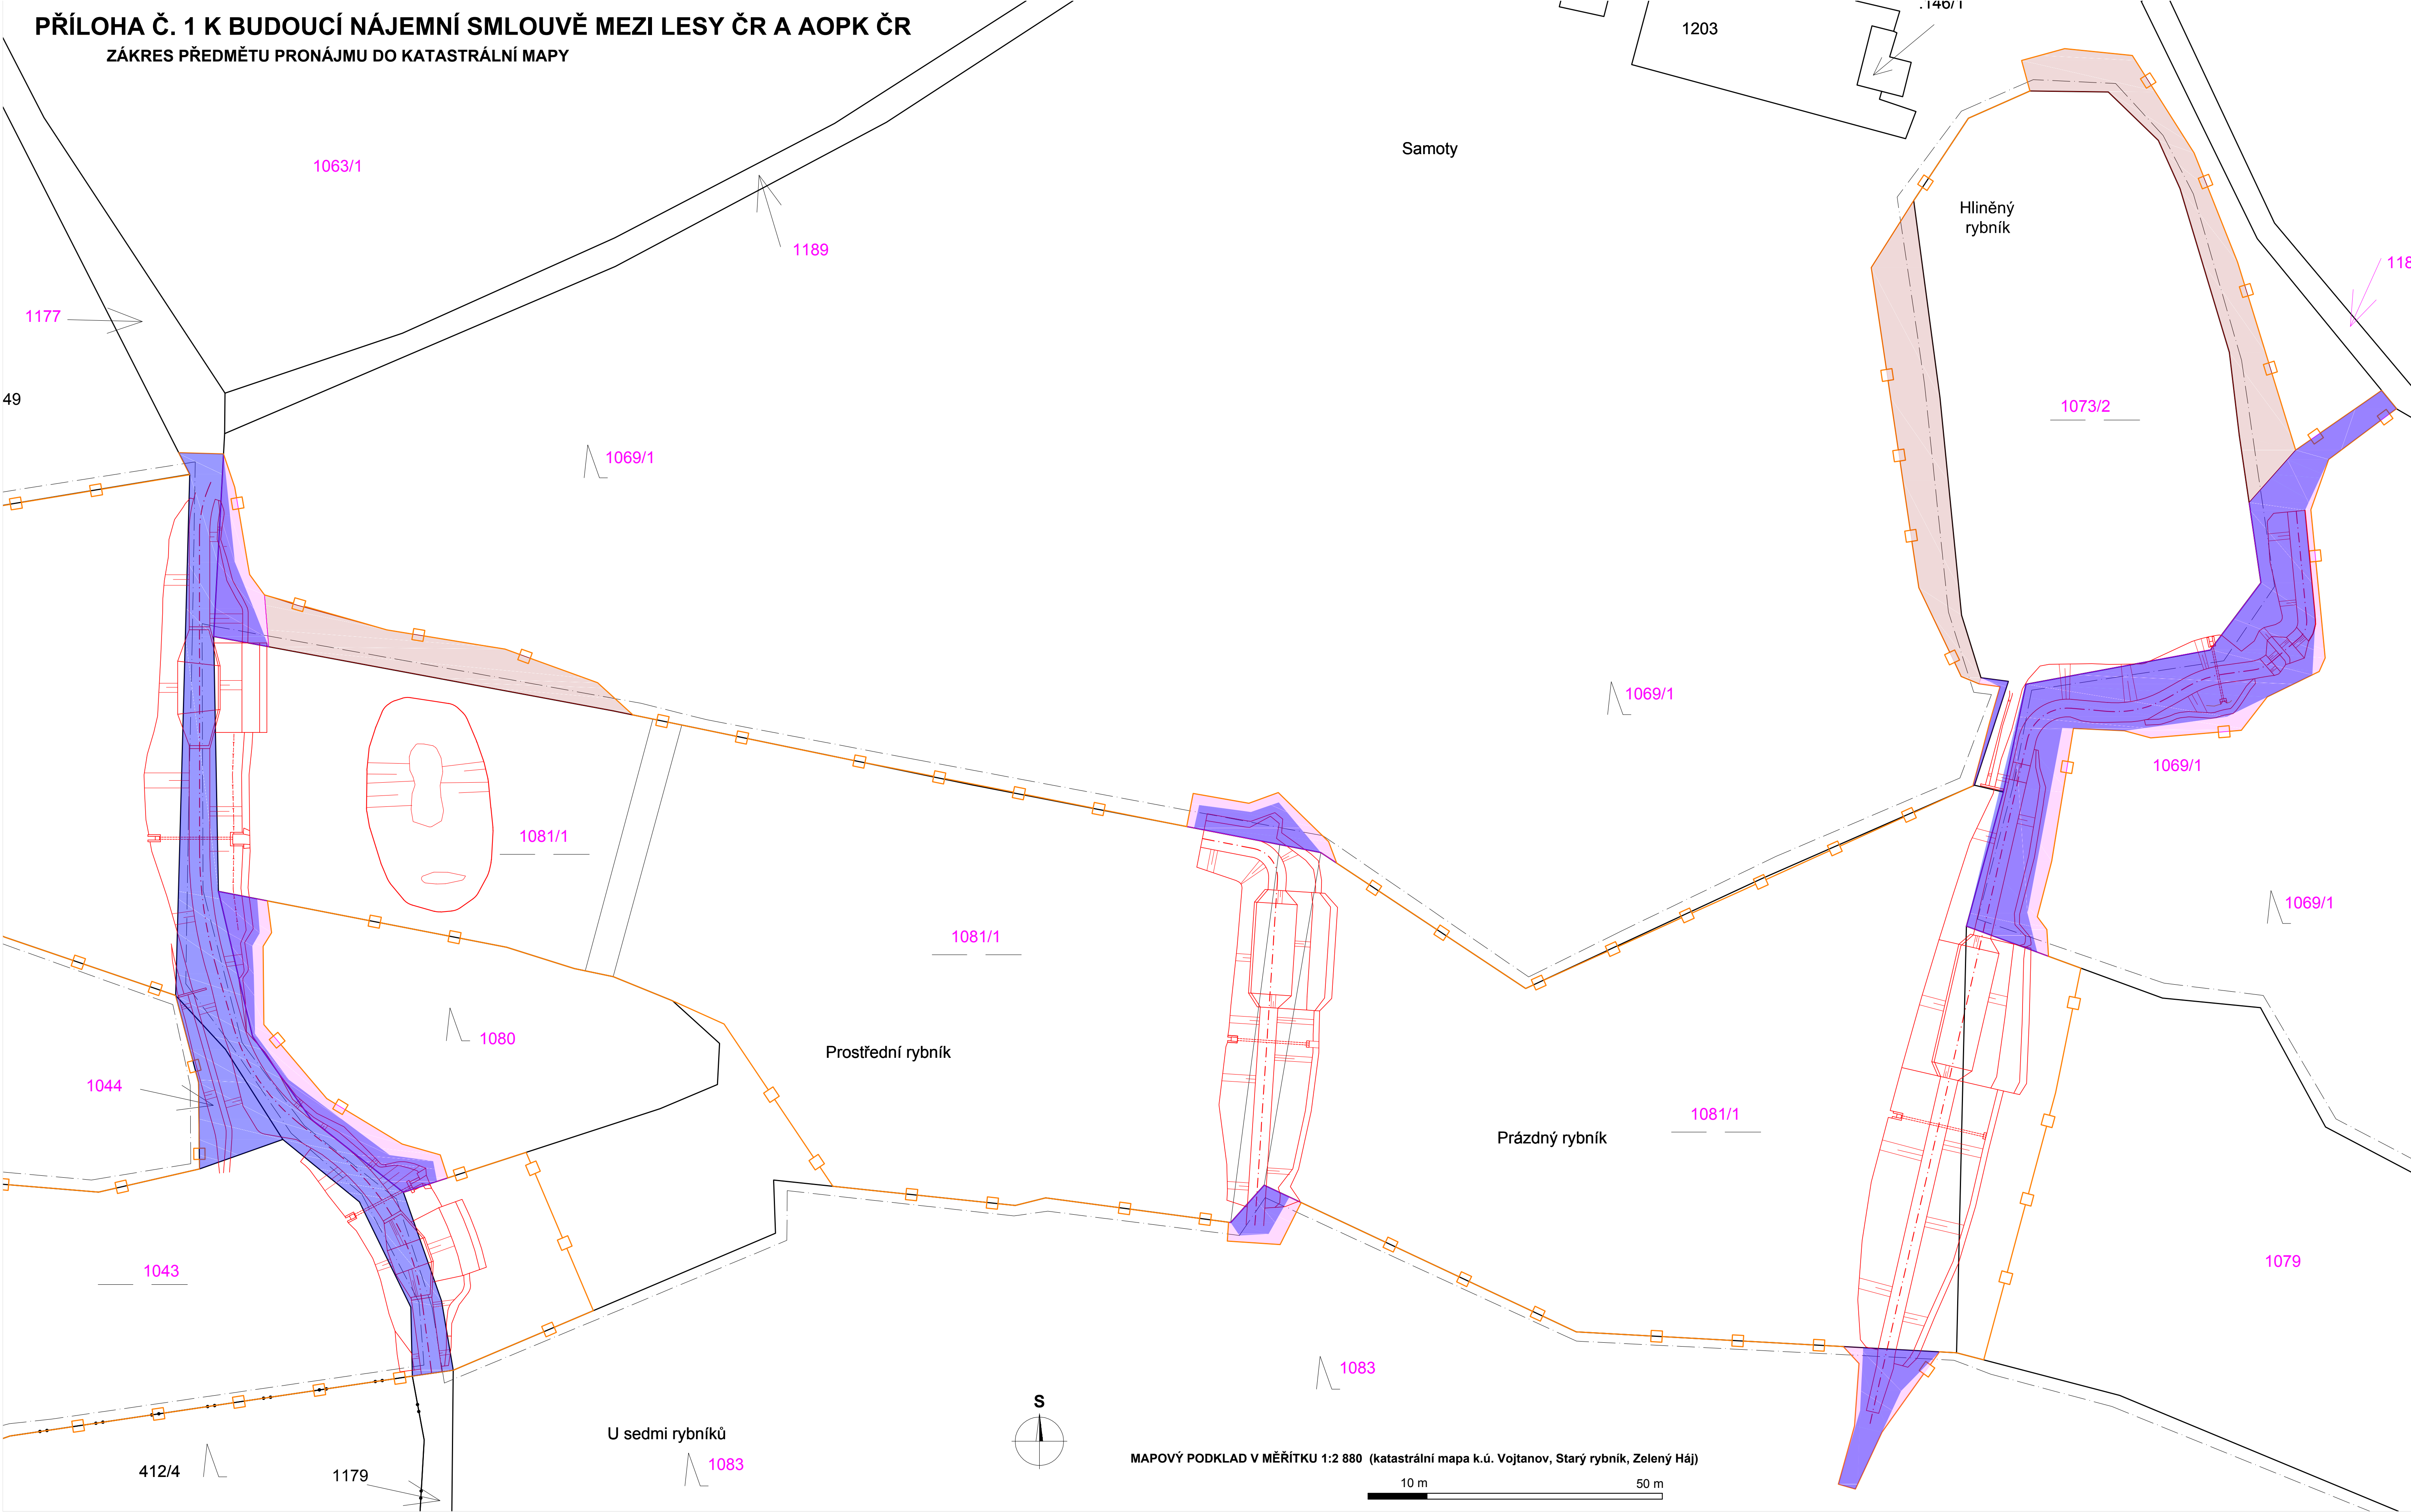 PŘÍLOHA Č. 1 K BUDOUCÍ NÁJEMNÍ SMLOUVĚ MEZI LESY ČR A AOPK ČR
ZÁKRES PŘEDMĚTU PRONÁJMU DO KATASTRÁLNÍ MAPY
.146/1
1203
1063/1
Samoty
Hliněný
rybník
1189
118
1177
49
1073/2
1069/1
1069/1
1069/1
1081/1
1069/1
1081/1
1080
Prostřední rybník
1044
1081/1
Prázdný rybník
1043
1079
1083
S
U sedmi rybníků
412/4
1179
1083
MAPOVÝ PODKLAD V MĚŘÍTKU 1:2 880 (katastrální mapa k.ú. Vojtanov, Starý rybník, Zelený Háj)
10 m
50 m